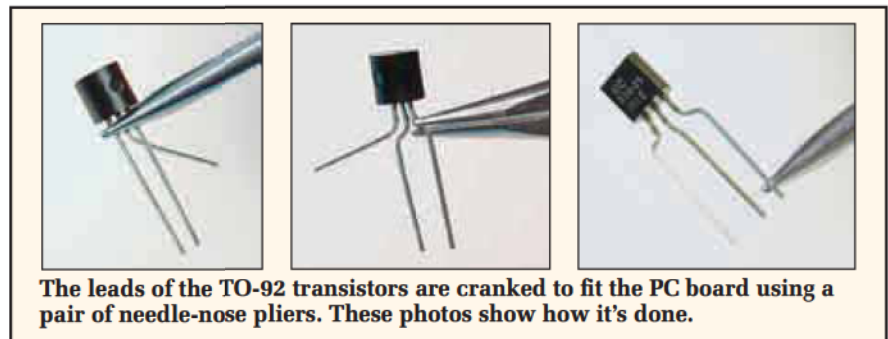 The leads of the TO-92 transistors are cranked to fit the PC board using a
pair of needle-nose pliers. These photos show how it's done.